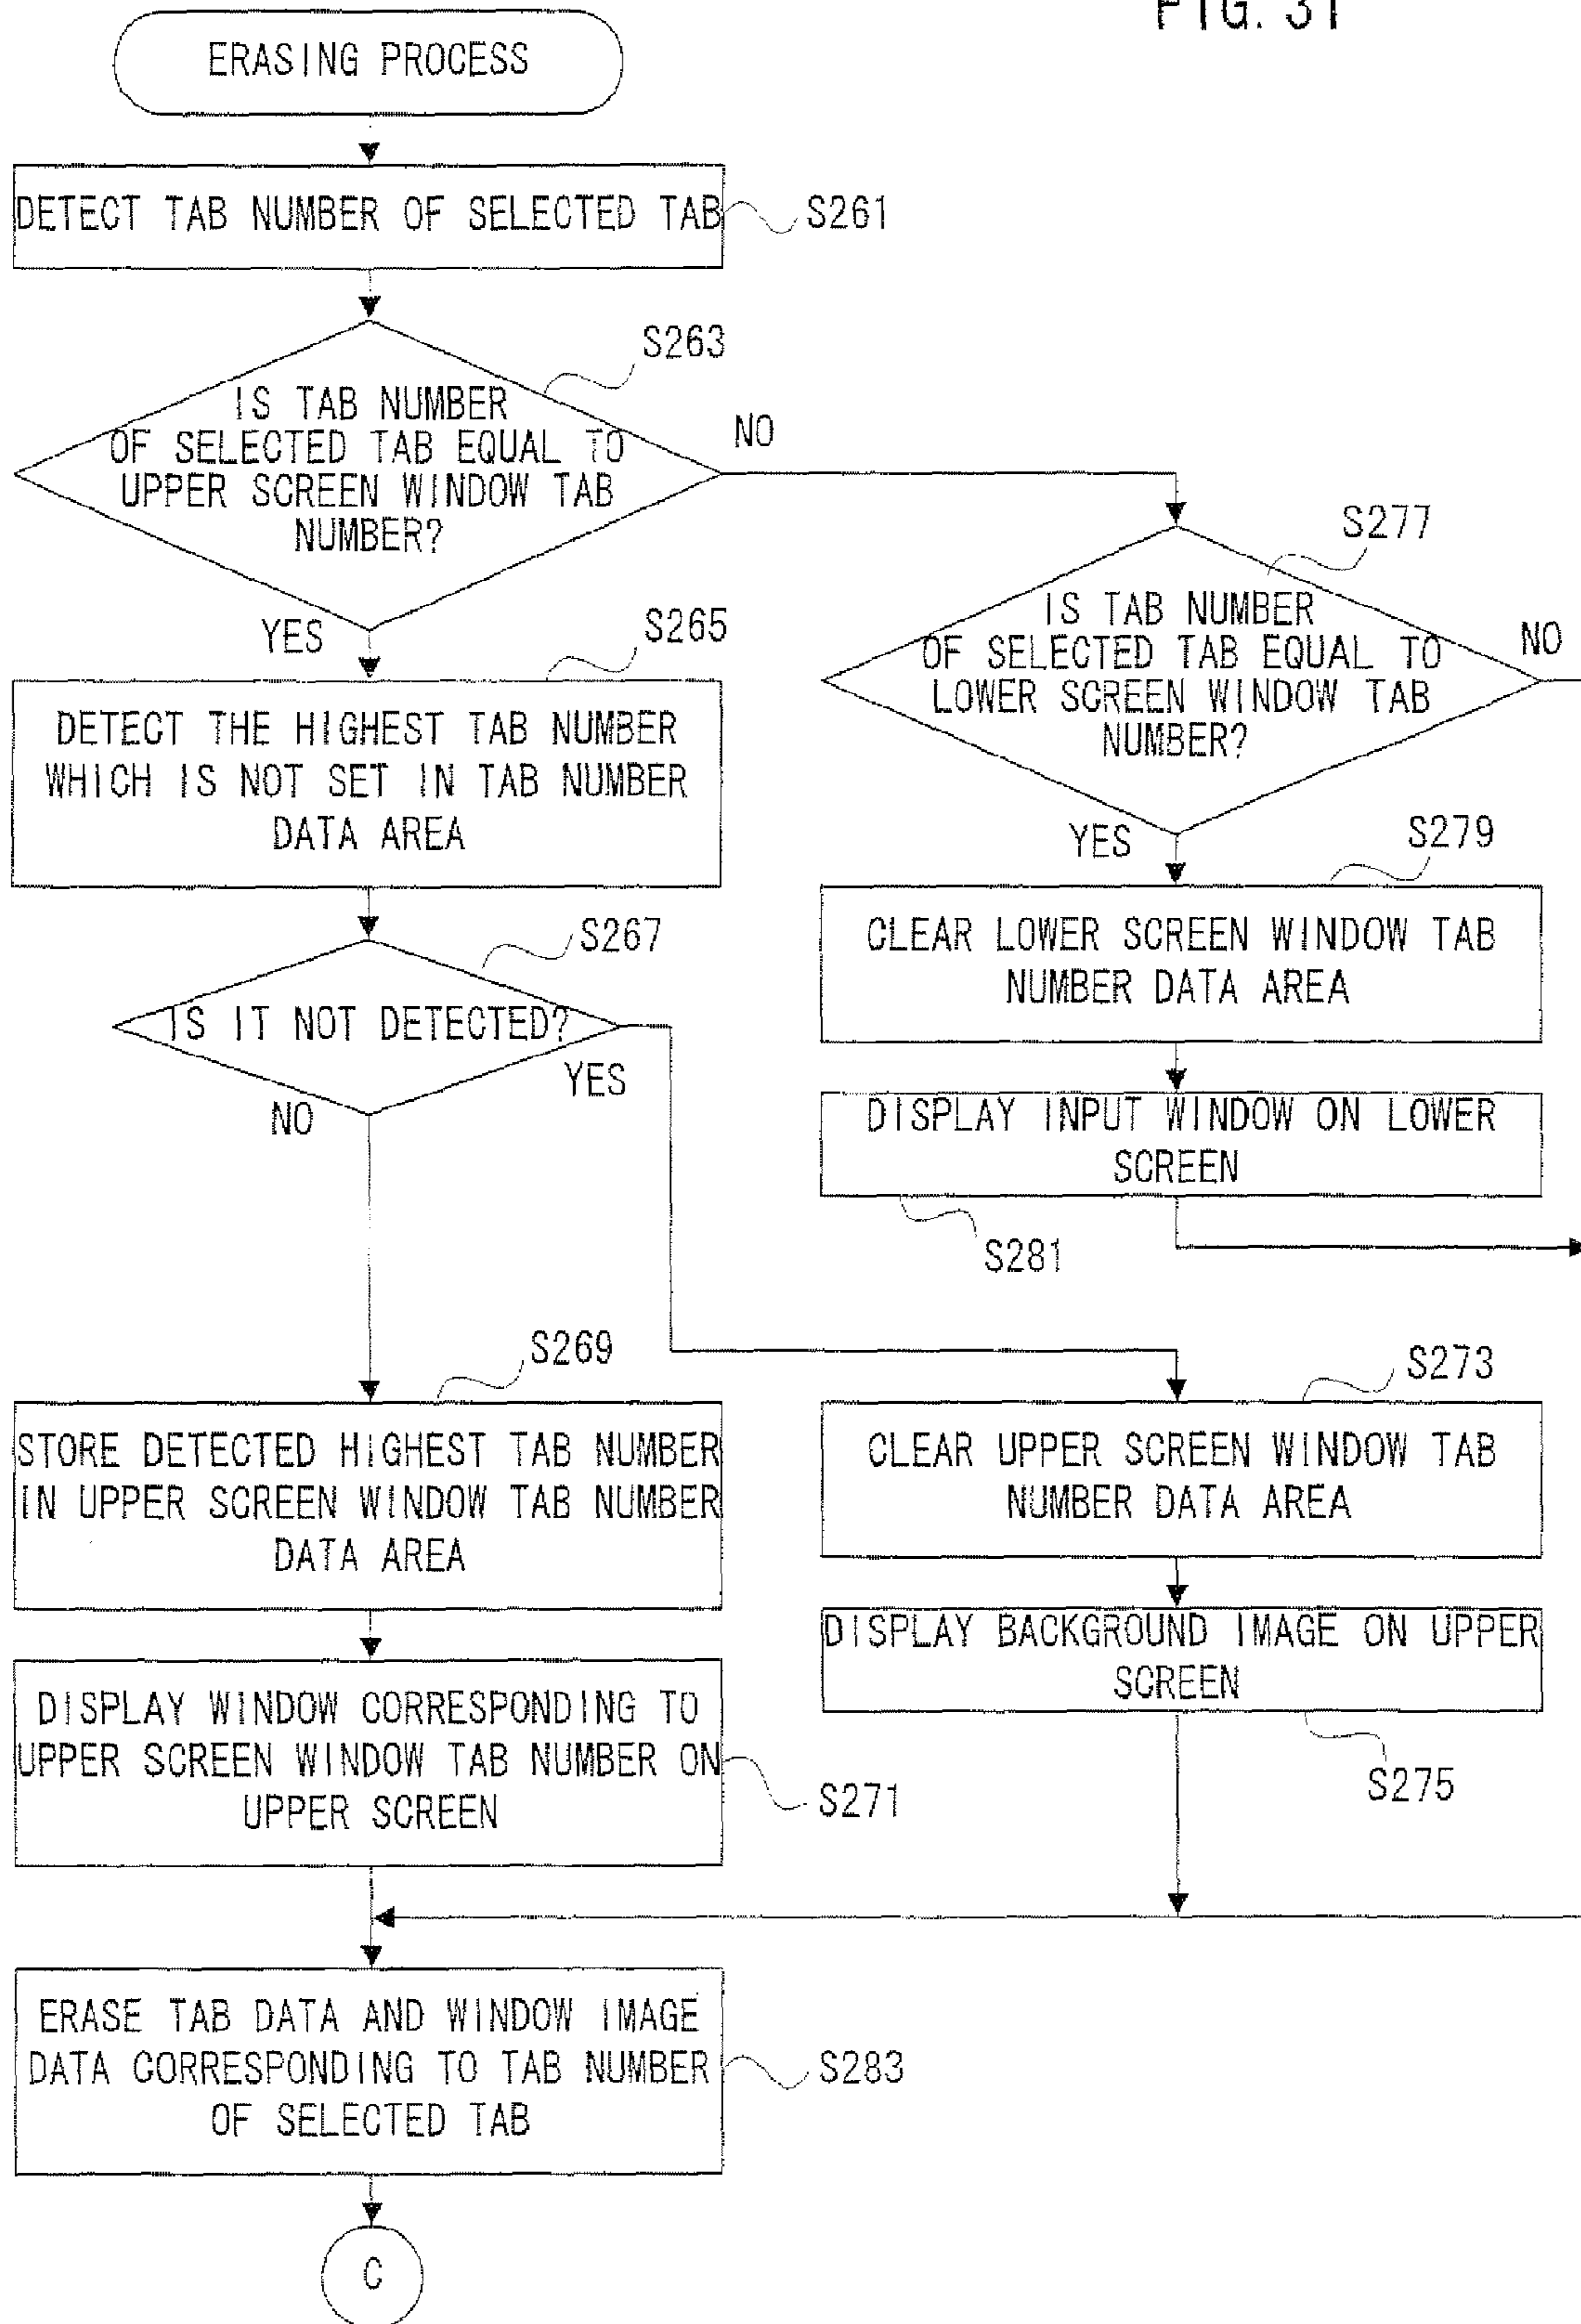 FIG. 31
ERASING PROCESS
DETECT TAB NUMBER OF SELECTED TAB
S261
S263
IS TAB NUMBER
OF SELECTED TAB EQUAL TO
UPPER SCREEN WINDOW TAB
NUMBER?
NO
YES
S277
IS TAB NUMBER
OF SELECTED TAB EQUAL TO
LOWER SCREEN WINDOW TAB
NUMBER?
NO
YES
S265
DETECT THE HIGHEST TAB NUMBER
WHICH IS NOT SET IN TAB NUMBER
DATA AREA
S279
CLEAR LOWER SCREEN WINDOW TAB
NUMBER DATA AREA
S267
IS IT NOT DETECTED?
YES
NO
DISPLAY INPUT WINDOW ON LOWER
SCREEN
S281
S269
STORE DETECTED HIGHEST TAB NUMBER
IN UPPER SCREEN WINDOW TAB NUMBER
DATA AREA
S273
CLEAR UPPER SCREEN WINDOW TAB
NUMBER DATA AREA
DISPLAY WINDOW CORRESPONDING TO
UPPER SCREEN WINDOW TAB NUMBER ON
UPPER SCREEN
S271
DISPLAY BACKGROUND IMAGE ON UPPER
SCREEN
S275
ERASE TAB DATA AND WINDOW IMAGE
DATA CORRESPONDING TO TAB NUMBER
OF SELECTED TAB
S283
C